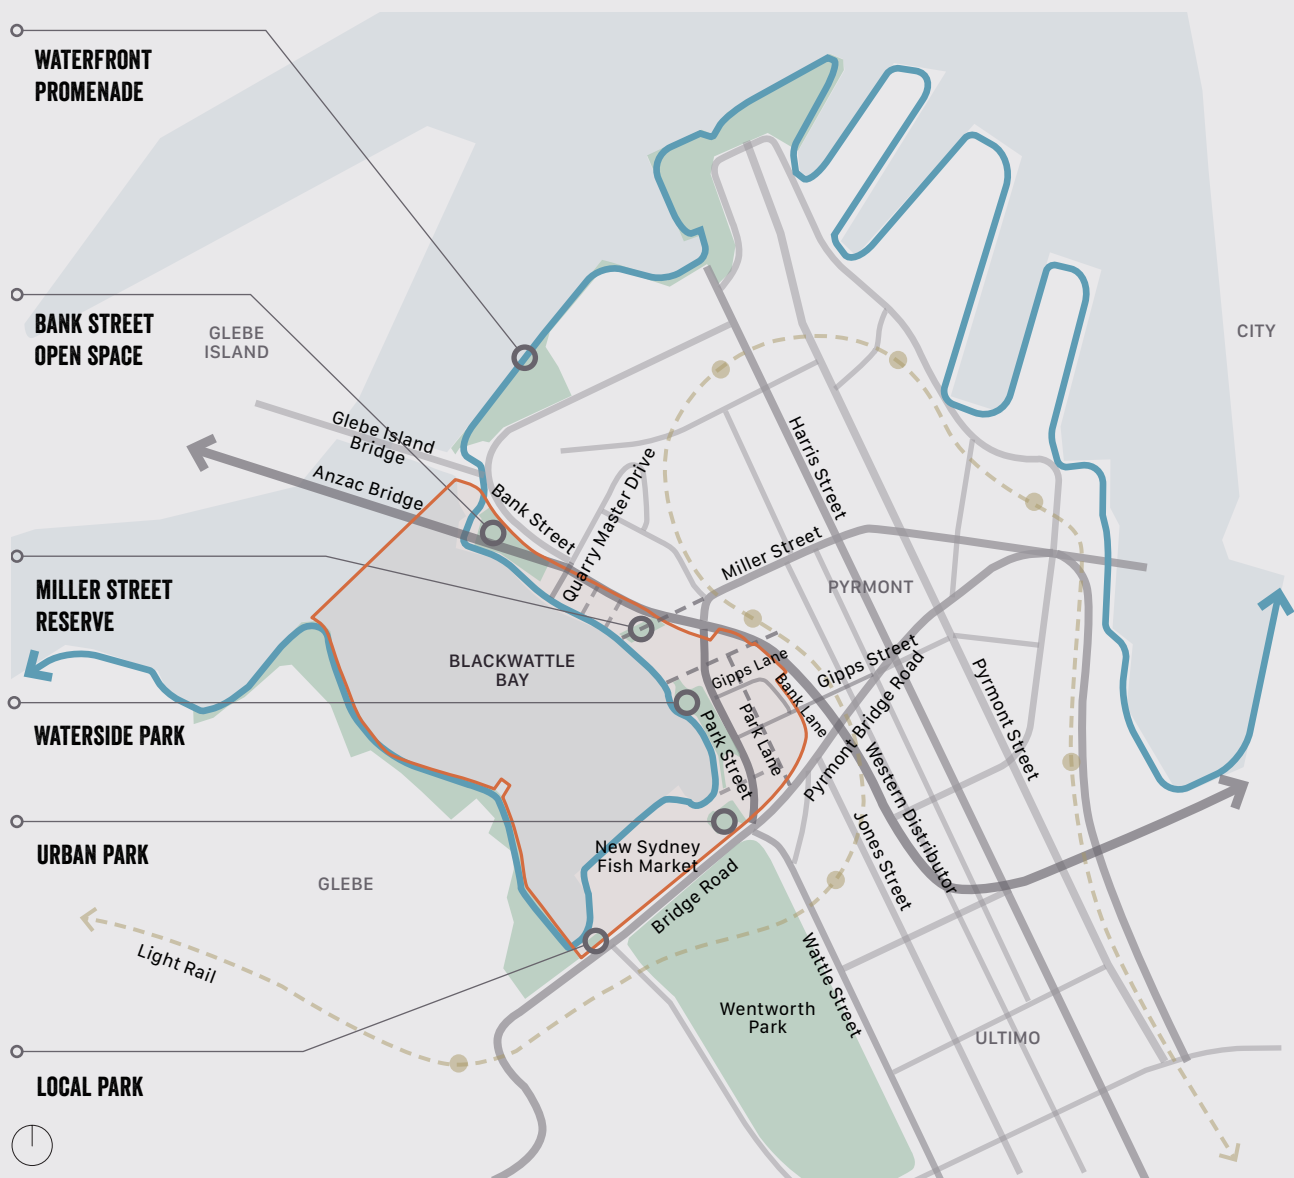 WATERFRONT
PROMENADE
BANK STREET
OPEN SPACE
GLEBE
ISLAND
CITY
Glebe Island
Bridge
Anzac Bridge
Bank Street
Quarry Master Drive
Harris Street
Miller Street
PYRMONT
MILLER STREET
RESERVE
BLACKWATTLE
BAY
Gipps Lane
Gipps Street
Bank Lane
Park Lane
Park Street
Pyrmont Bridge Road
Pyrmont Street
WATERSIDE PARK
Western Distributor
Jones Street
URBAN PARK
New Sydney
Fish Market
GLEBE
Bridge Road
Light Rail
Wattle Street
Wentworth
Park
ULTIMO
LOCAL PARK